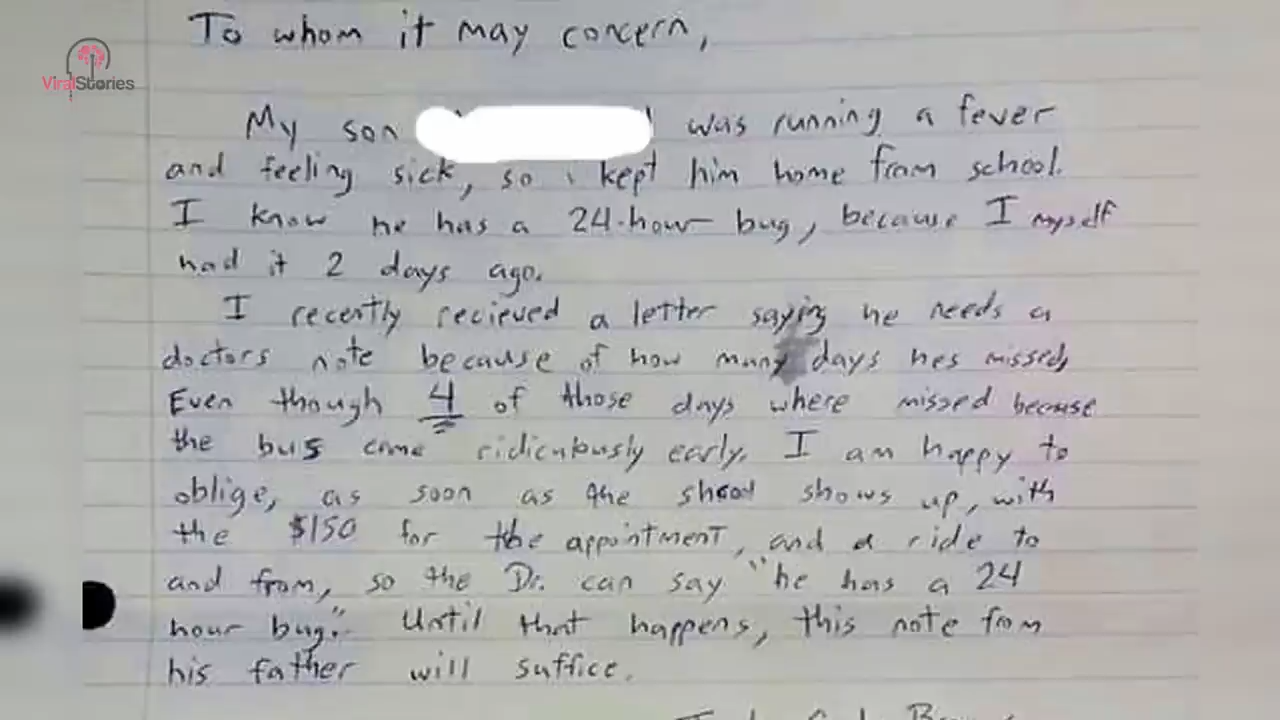 ViralStories
To whom it may concern,
My son was running a fever
and feeling sick, so i kept him home from school.
I know he has a 24-hour bug, because I myself
had it 2 days ago.
I recently recieved a letter saying he needs a
doctors note because of how many days hes missed,
Even though 4 of those days where missed because
the bus came ridiculously early. I am happy to
oblige, as soon as the shcool shows up, with
the $150 for the appointment, and a ride to
and from, so the Dr. can say "he has a 24
hour bug." Until that happens, this note from
his father will suffice.